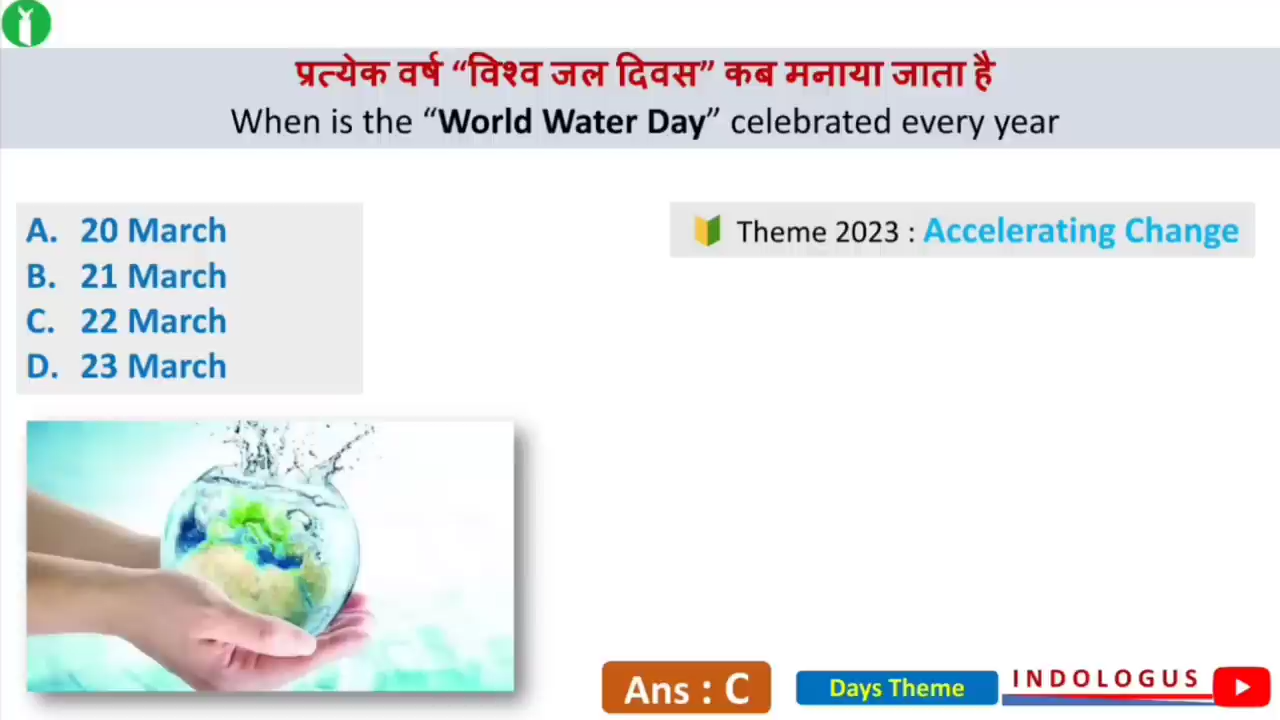 प्रत्येक वर्ष “विश्व जल दिवस” कब मनाया जाता है
When is the “World Water Day” celebrated every year
A. 20 March
B. 21 March
C. 22 March
D. 23 March
Theme 2023 : Accelerating Change
Ans : C
Days Theme
INDOLOGUS